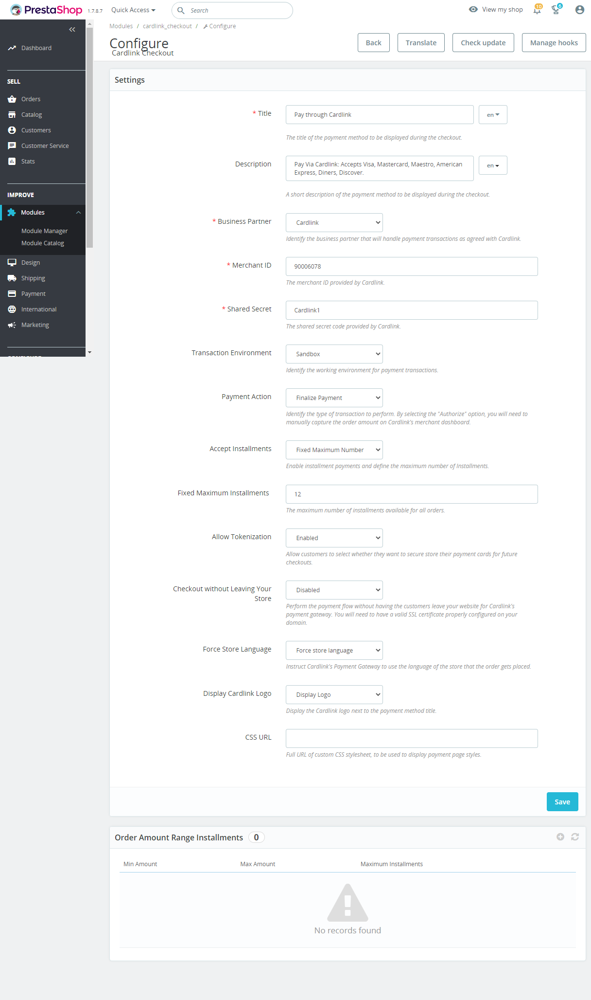 PrestaShop 1.7.8.7 Quick Access Search View my shop 10 6
Modules / cardlink_checkout / Configure
Configure
Cardlink Checkout
Back Translate Check update Manage hooks
Dashboard
SELL
Orders
Catalog
Customers
Customer Service
Stats
IMPROVE
Modules
Module Manager
Module Catalog
Design
Shipping
Payment
International
Marketing
Settings
* Title Pay through Cardlink en
The title of the payment method to be displayed during the checkout.
Description Pay Via Cardlink: Accepts Visa, Mastercard, Maestro, American en
Express, Diners, Discover.
A short description of the payment method to be displayed during the checkout.
* Business Partner Cardlink
Identify the business partner that will handle payment transactions as agreed with Cardlink.
* Merchant ID 90006078
The merchant ID provided by Cardlink.
* Shared Secret Cardlink1
The shared secret code provided by Cardlink.
Transaction Environment Sandbox
Identify the working environment for payment transactions.
Payment Action Finalize Payment
Identify the type of transaction to perform. By selecting the "Authorize" option, you will need to
manually capture the order amount on Cardlink's merchant dashboard.
Accept Installments Fixed Maximum Number
Enable installment payments and define the maximum number of Installments.
Fixed Maximum Installments 12
The maximum number of installments available for all orders.
Allow Tokenization Enabled
Allow customers to select whether they want to secure store their payment cards for future
checkouts.
Checkout without Leaving Your Disabled
Store
Perform the payment flow without having the customers leave your website for Cardlink's
payment gateway. You will need to have a valid SSL certificate properly configured on your
domain.
Force Store Language Force store language
Instruct Cardlink's Payment Gateway to use the language of the store that the order gets placed.
Display Cardlink Logo Display Logo
Display the Cardlink logo next to the payment method title.
CSS URL
Full URL of custom CSS stylesheet, to be used to display payment page styles.
Save
Order Amount Range Installments 0
Min Amount Max Amount Maximum Installments
No records found